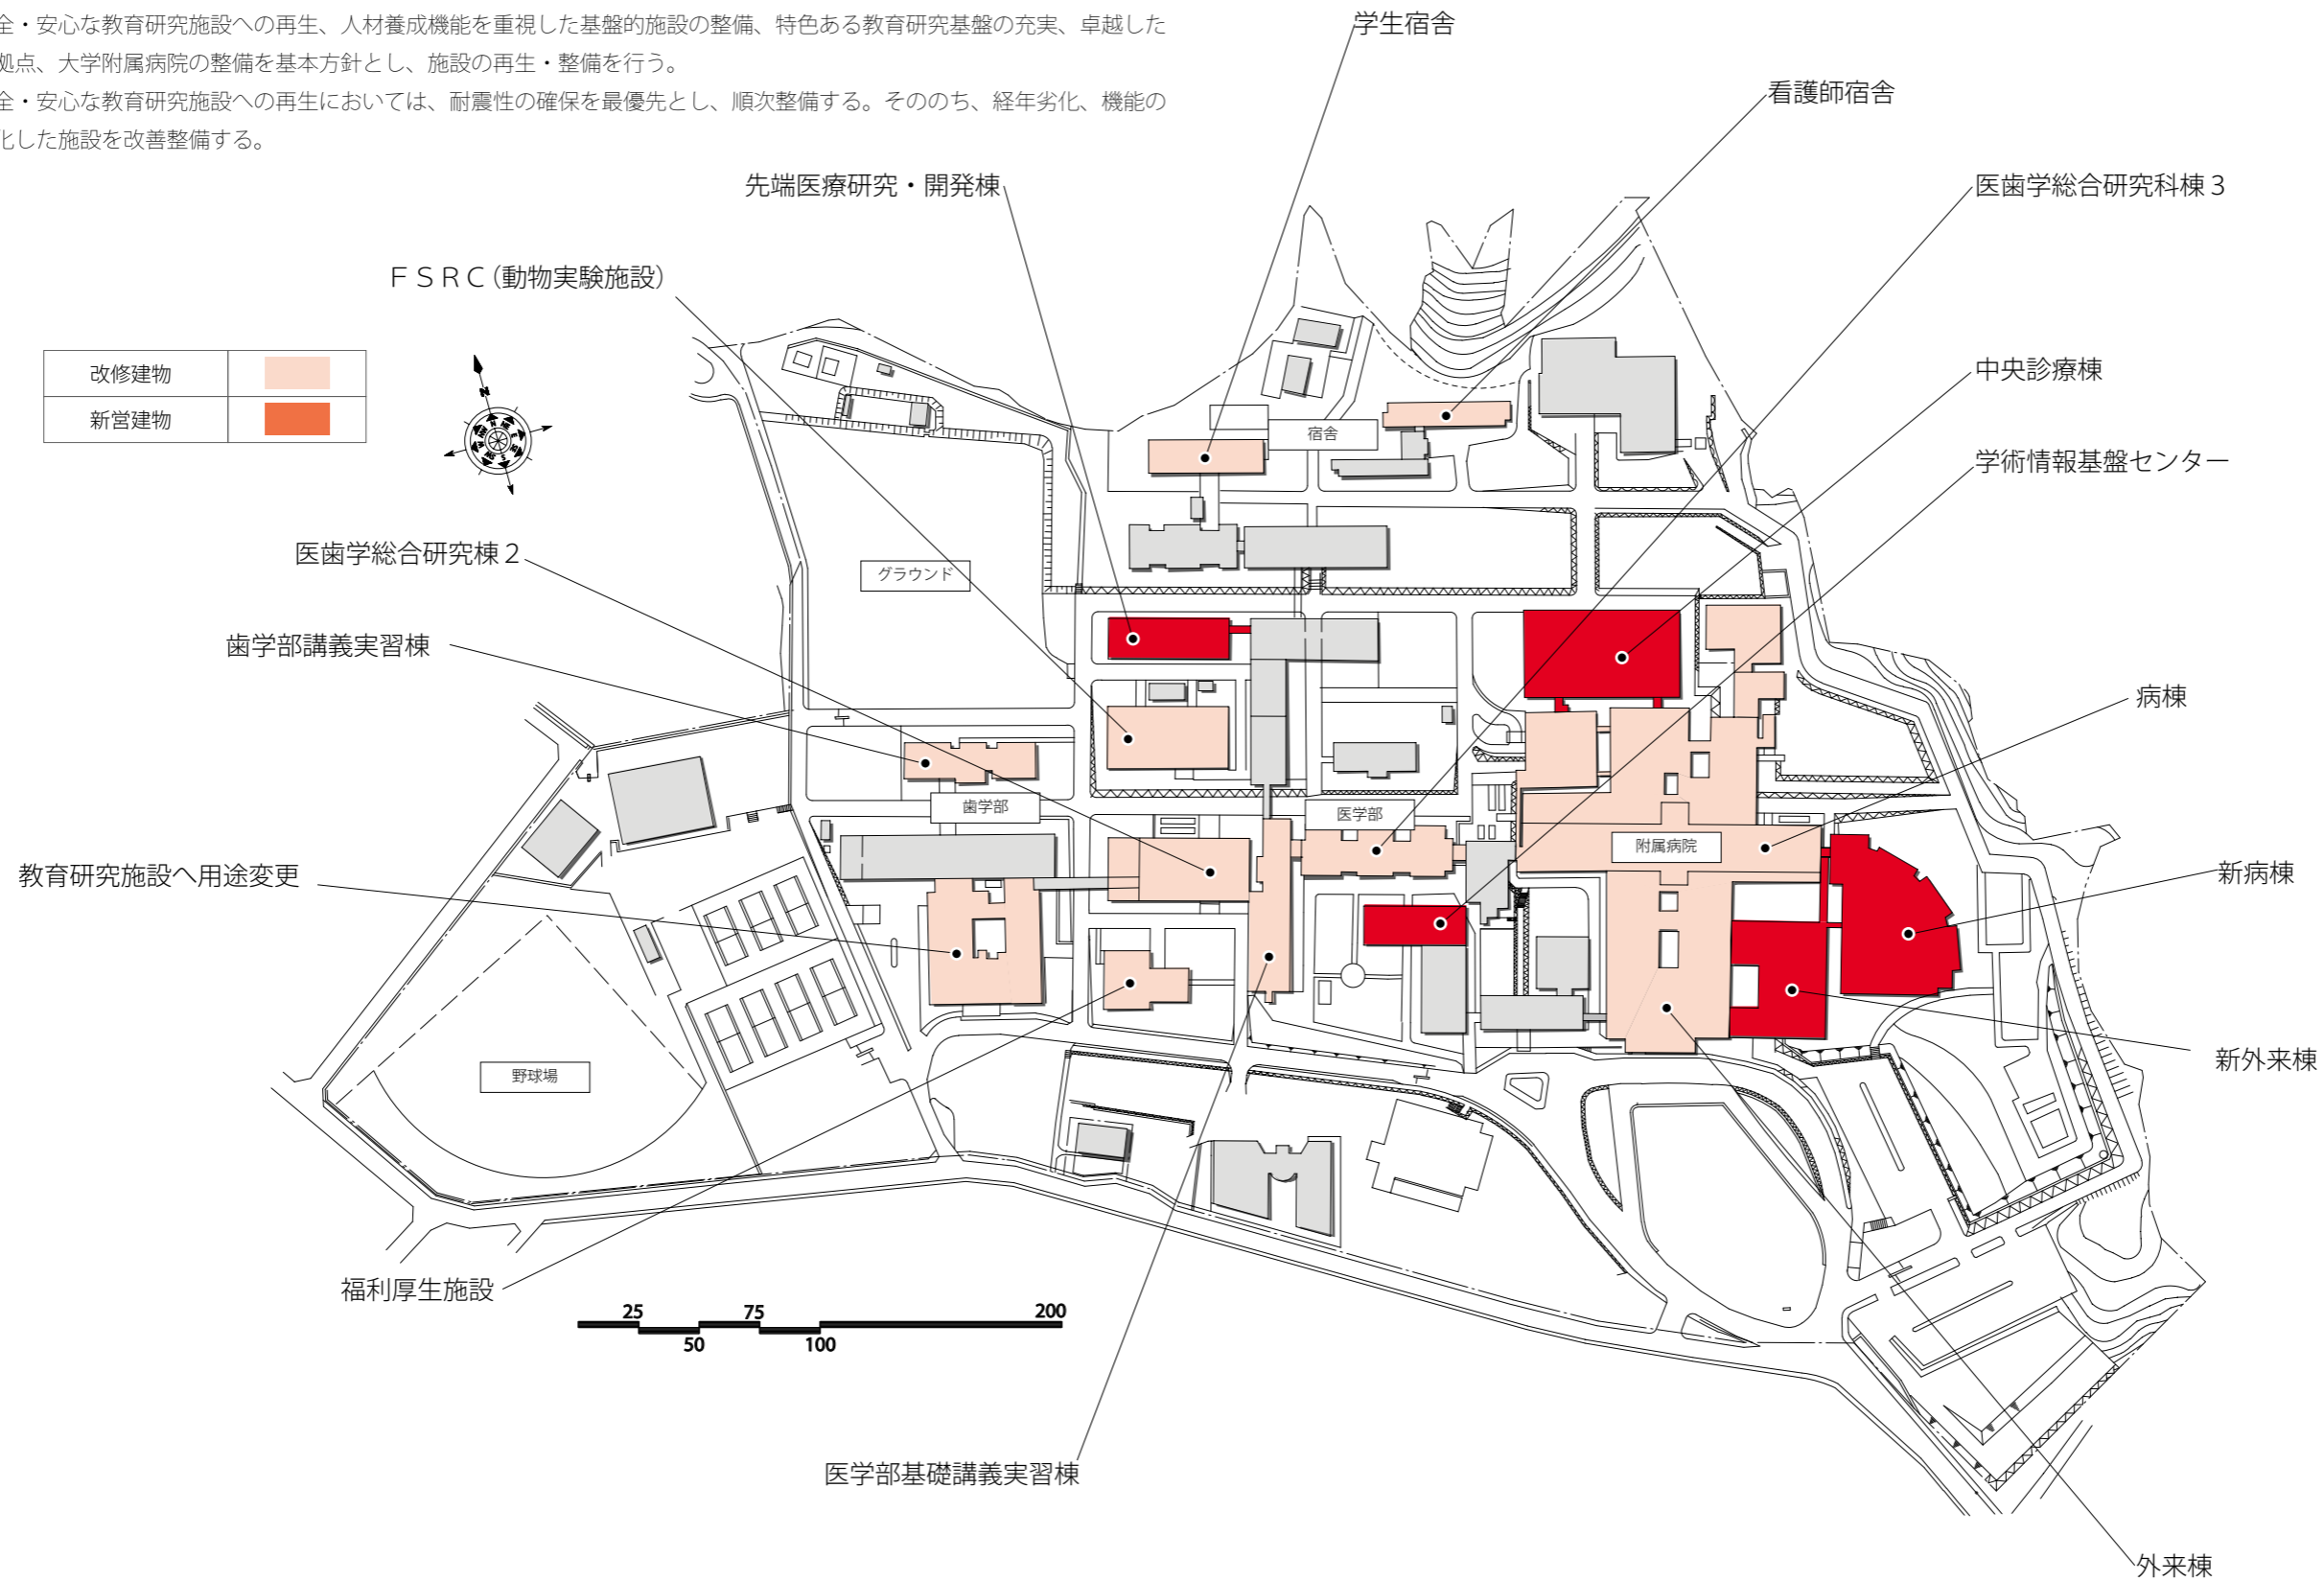 全・安心な教育研究施設への再生、人材養成機能を重視した基盤的施設の整備、特色ある教育研究基盤の充実、卓越した
拠点、大学附属病院の整備を基本方針とし、施設の再生・整備を行う。
全・安心な教育研究施設への再生においては、耐震性の確保を最優先とし、順次整備する。そののち、経年劣化、機能の
化した施設を改善整備する。
学生宿舎
看護師宿舎
先端医療研究・開発棟
医歯学総合研究科棟3
ＦＳＲＣ(動物実験施設)
改修建物
新営建物
中央診療棟
宿舎
学術情報基盤センター
医歯学総合研究棟2
グラウンド
歯学部講義実習棟
病棟
歯学部
医学部
附属病院
教育研究施設へ用途変更
新病棟
新外来棟
野球場
福利厚生施設
25 75 200
50 100
医学部基礎講義実習棟
外来棟